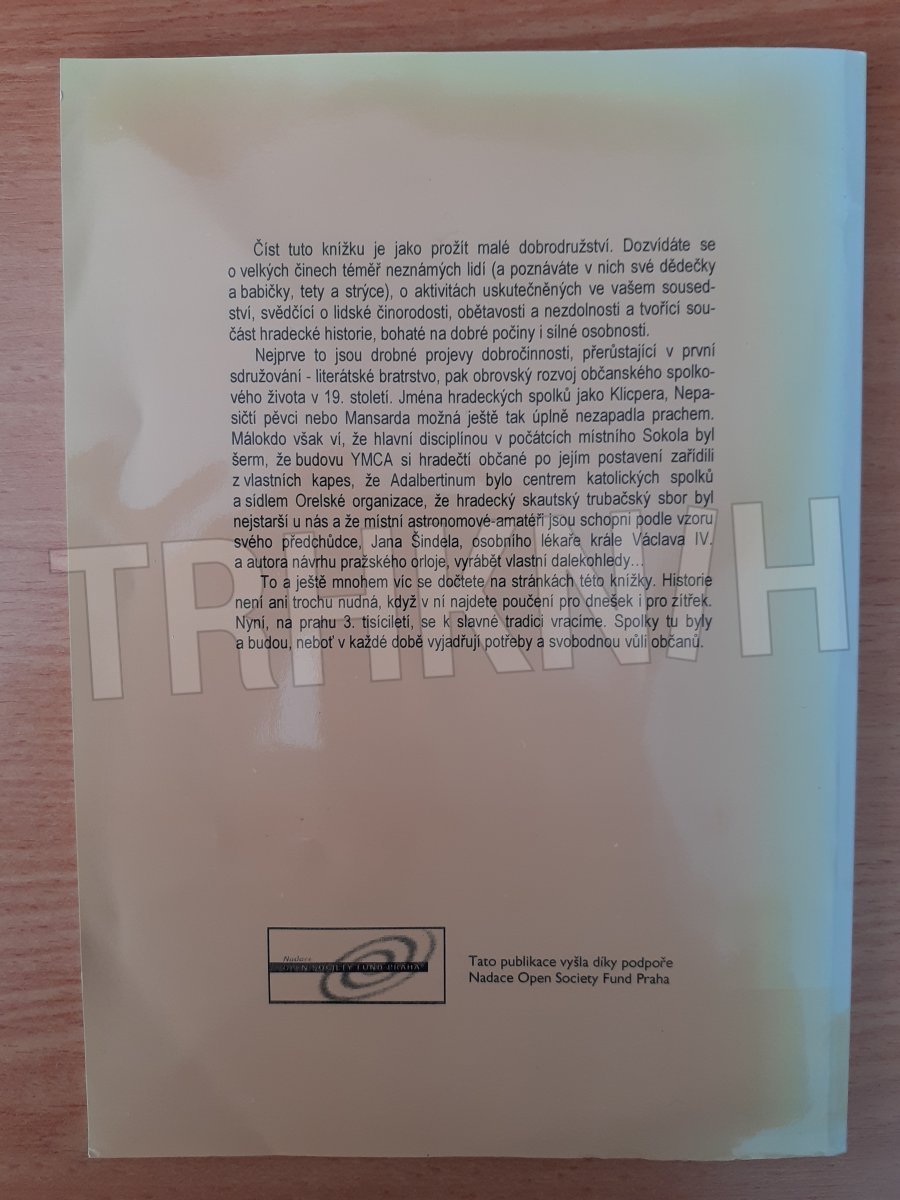 Číst tuto knížku je jako prožít malé dobrodružství. Dozvídáte se
o velkých činech téměř neznámých lidí (a poznáváte v nich své dědečky
a babičky, tety a strýce), o aktivitách uskutečněných ve vašem soused-
ství, svědčící o lidské činorodosti, obětavosti a nezdolnosti a tvořící sou-
část hradecké historie, bohaté na dobré počiny i silné osobnosti.
Nejprve to jsou drobné projevy dobročinnosti, přerůstající v první
sdružování - literátské bratrstvo, pak obrovský rozvoj občanského spolko-
vého života v 19. století. Jména hradeckých spolků jako Klicpera, Nepa-
sičtí pěvci nebo Mansarda možná ještě tak úplně nezapadla prachem.
Málokdo však ví, že hlavní disciplínou v počátcích místního Sokola byl
šerm, že budovu YMCA si hradečtí občané po jejím postavení zařídili
z vlastních kapes, že Adalbertinum bylo centrem katolických spolků
a sídlem Orelské organizace, že hradecký skautský trubačský sbor byl
nejstarší u nás a že místní astronomové-amatéři jsou schopni podle vzoru
svého předchůdce, Jana Šindela, osobního lékaře krále Václava IV.
a autora návrhu pražského orloje, vyrábět vlastní dalekohledy...
To a ještě mnohem víc se dočtete na stránkách této knížky. Historie
není ani trochu nudná, když v ní najdete poučení pro dnešek i pro zítřek.
Nyní, na prahu 3. tisíciletí, se k slavné tradici vracíme. Spolky tu byly
a budou, neboť v každé době vyjadřují potřeby a svobodnou vůli občanů.
TRHKNIH
Nadace
OPEN SOCIETY FUND PRAHA
Tato publikace vyšla díky podpoře
Nadace Open Society Fund Praha